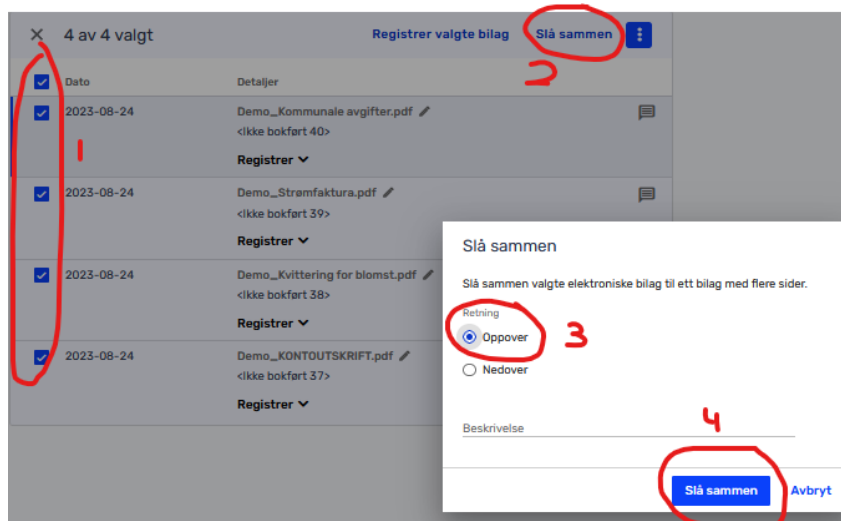 4 av 4 valgt
Registrer valgte bilag
Slå sammen
2
Dato
Detaljer
1
2023-08-24
Demo_Kommunale avgifter.pdf
<Ikke bokført 40>
Registrer
2023-08-24
Demo_Strømfaktura.pdf
<Ikke bokført 39>
Registrer
2023-08-24
Demo_Kvittering for blomst.pdf
<Ikke bokført 38>
Registrer
2023-08-24
Demo_KONTOUTSKRIFT.pdf
<Ikke bokført 37>
Registrer
Slå sammen
Slå sammen valgte elektroniske bilag til ett bilag med flere sider.
Retning
Oppover
3
Nedover
Beskrivelse
4
Slå sammen
Avbryt